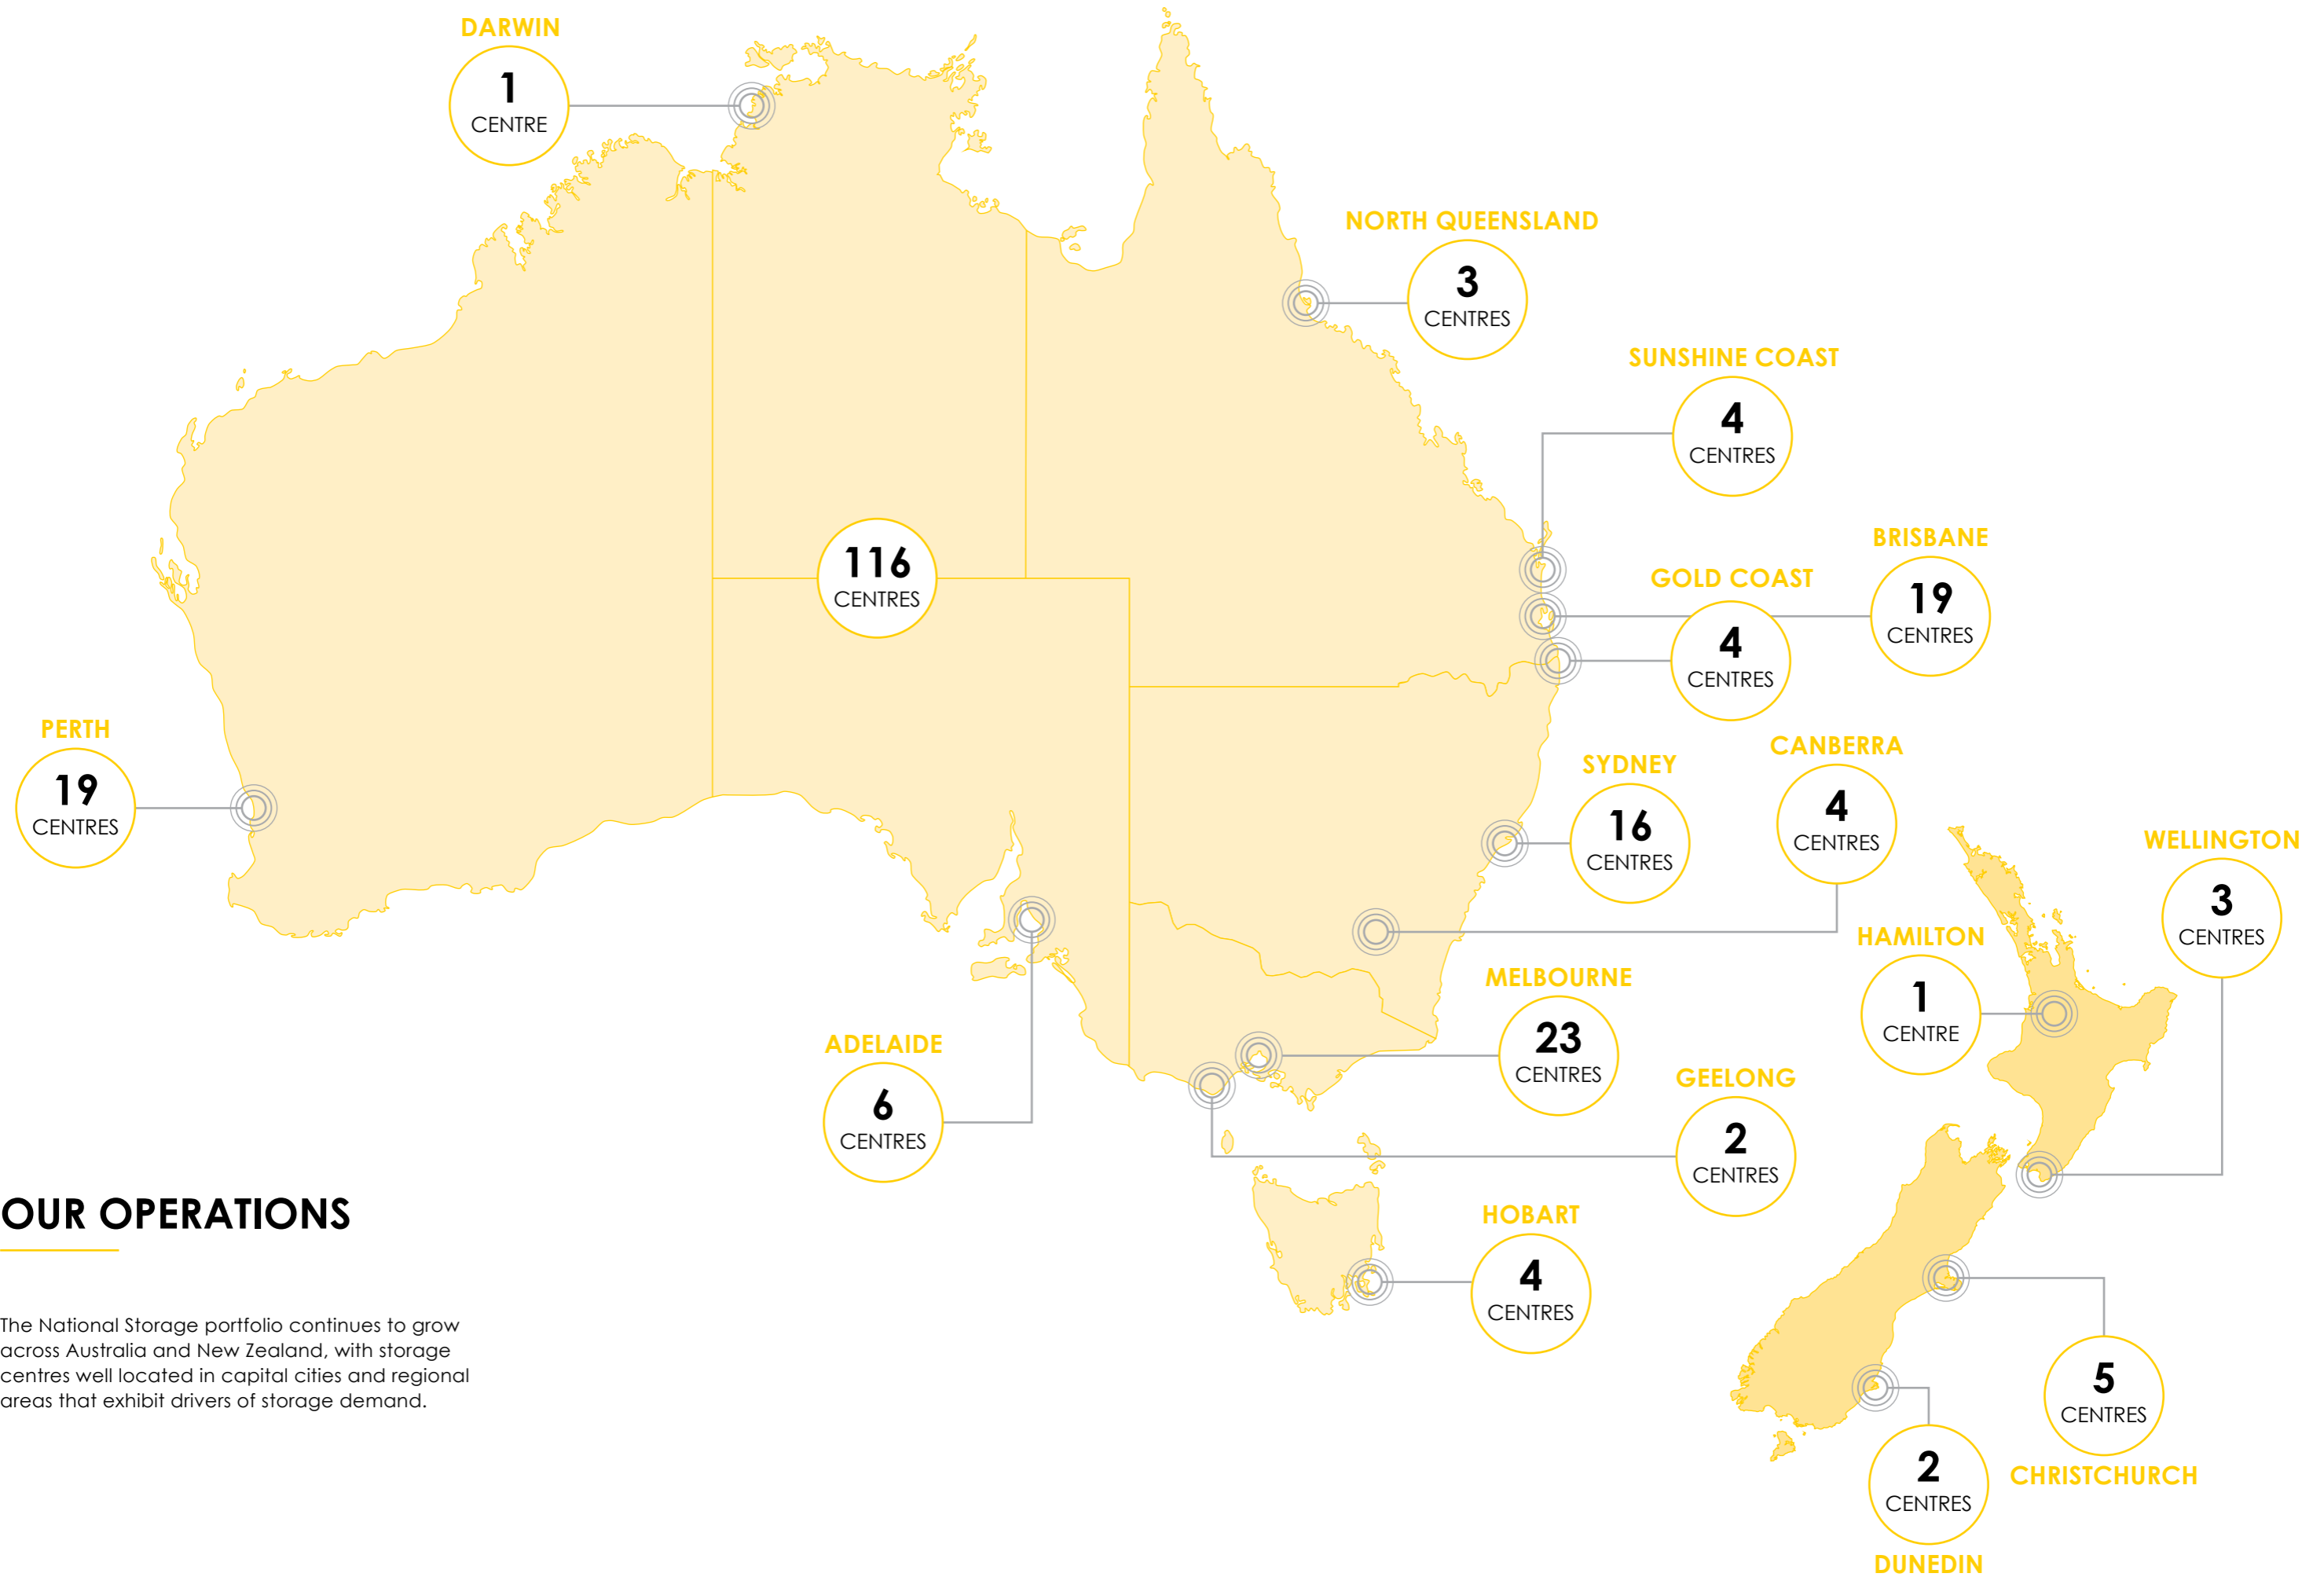 DARWIN
1
CENTRE
NORTH QUEENSLAND
3
CENTRES
SUNSHINE COAST
4
CENTRES
BRISBANE
19
CENTRES
GOLD COAST
4
CENTRES
116
CENTRES
PERTH
19
CENTRES
SYDNEY
16
CENTRES
CANBERRA
4
CENTRES
WELLINGTON
3
CENTRES
HAMILTON
1
CENTRE
MELBOURNE
23
CENTRES
ADELAIDE
6
CENTRES
GEELONG
2
CENTRES
HOBART
4
CENTRES
5
CENTRES
CHRISTCHURCH
2
CENTRES
DUNEDIN
OUR OPERATIONS
The National Storage portfolio continues to grow
across Australia and New Zealand, with storage
centres well located in capital cities and regional
areas that exhibit drivers of storage demand.